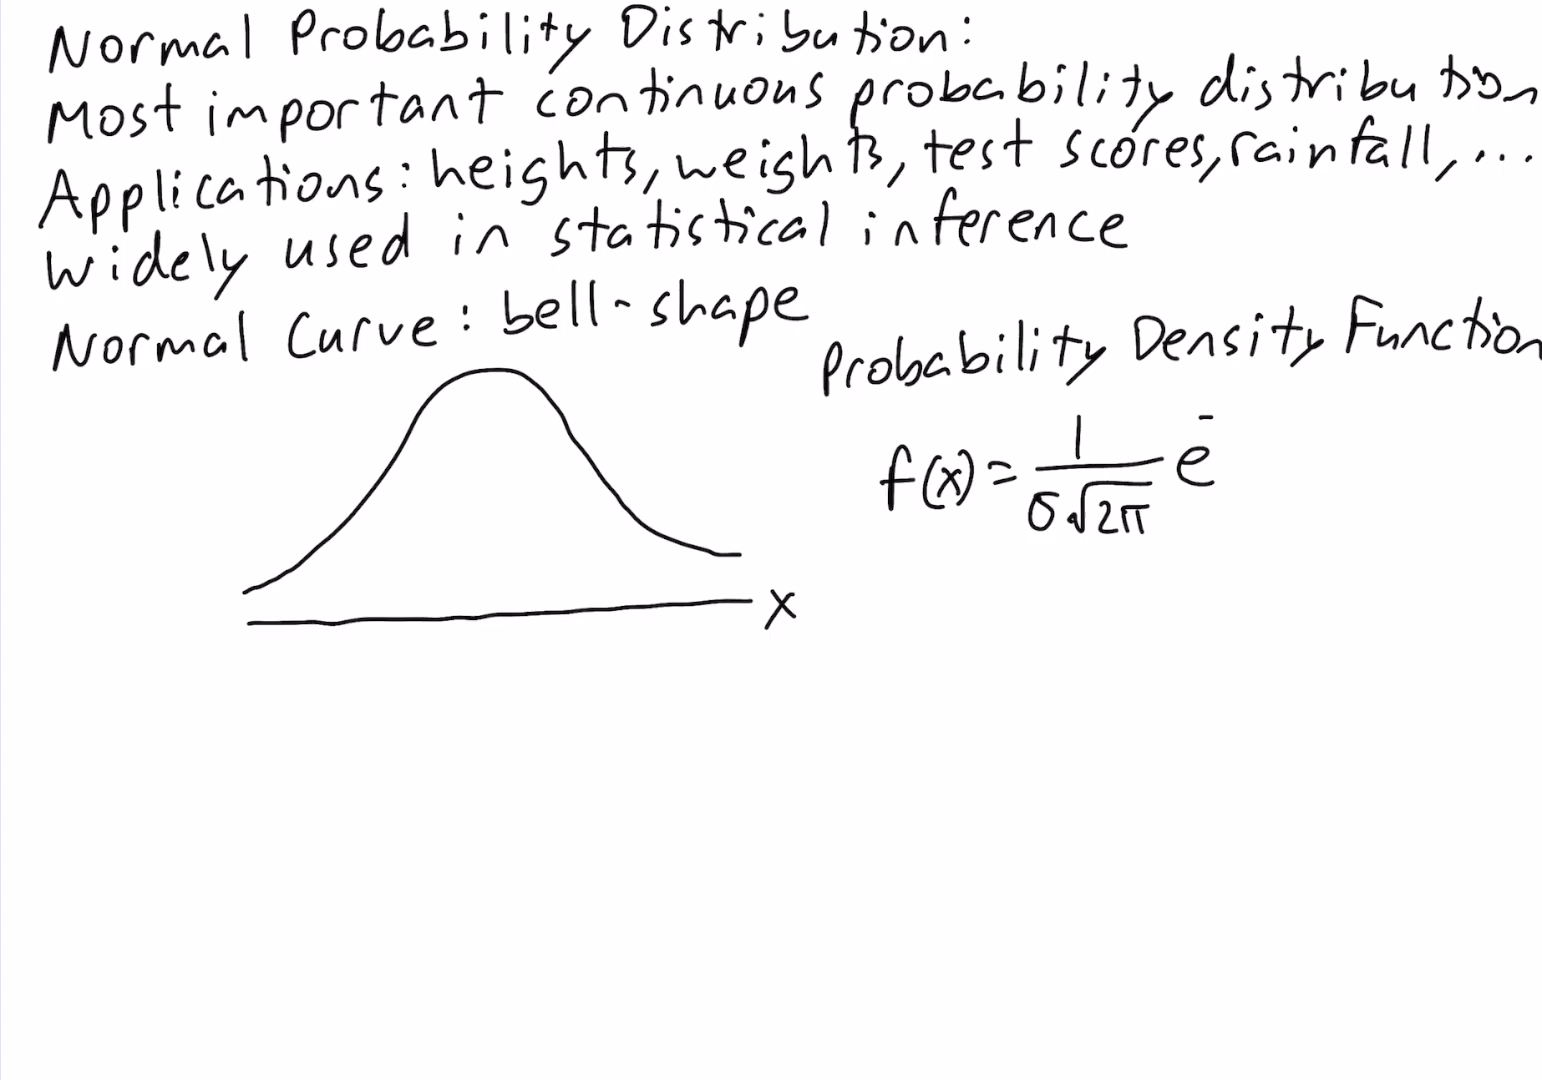 Normal Probability Distribution:
Most important continuous probability distribution
Applications: heights, weights, test scores, rainfall, ...
Widely used in statistical inference
Normal Curve: bell-shape
Probability Density Function
f(x) = 1/(σ√2π) e^-
x